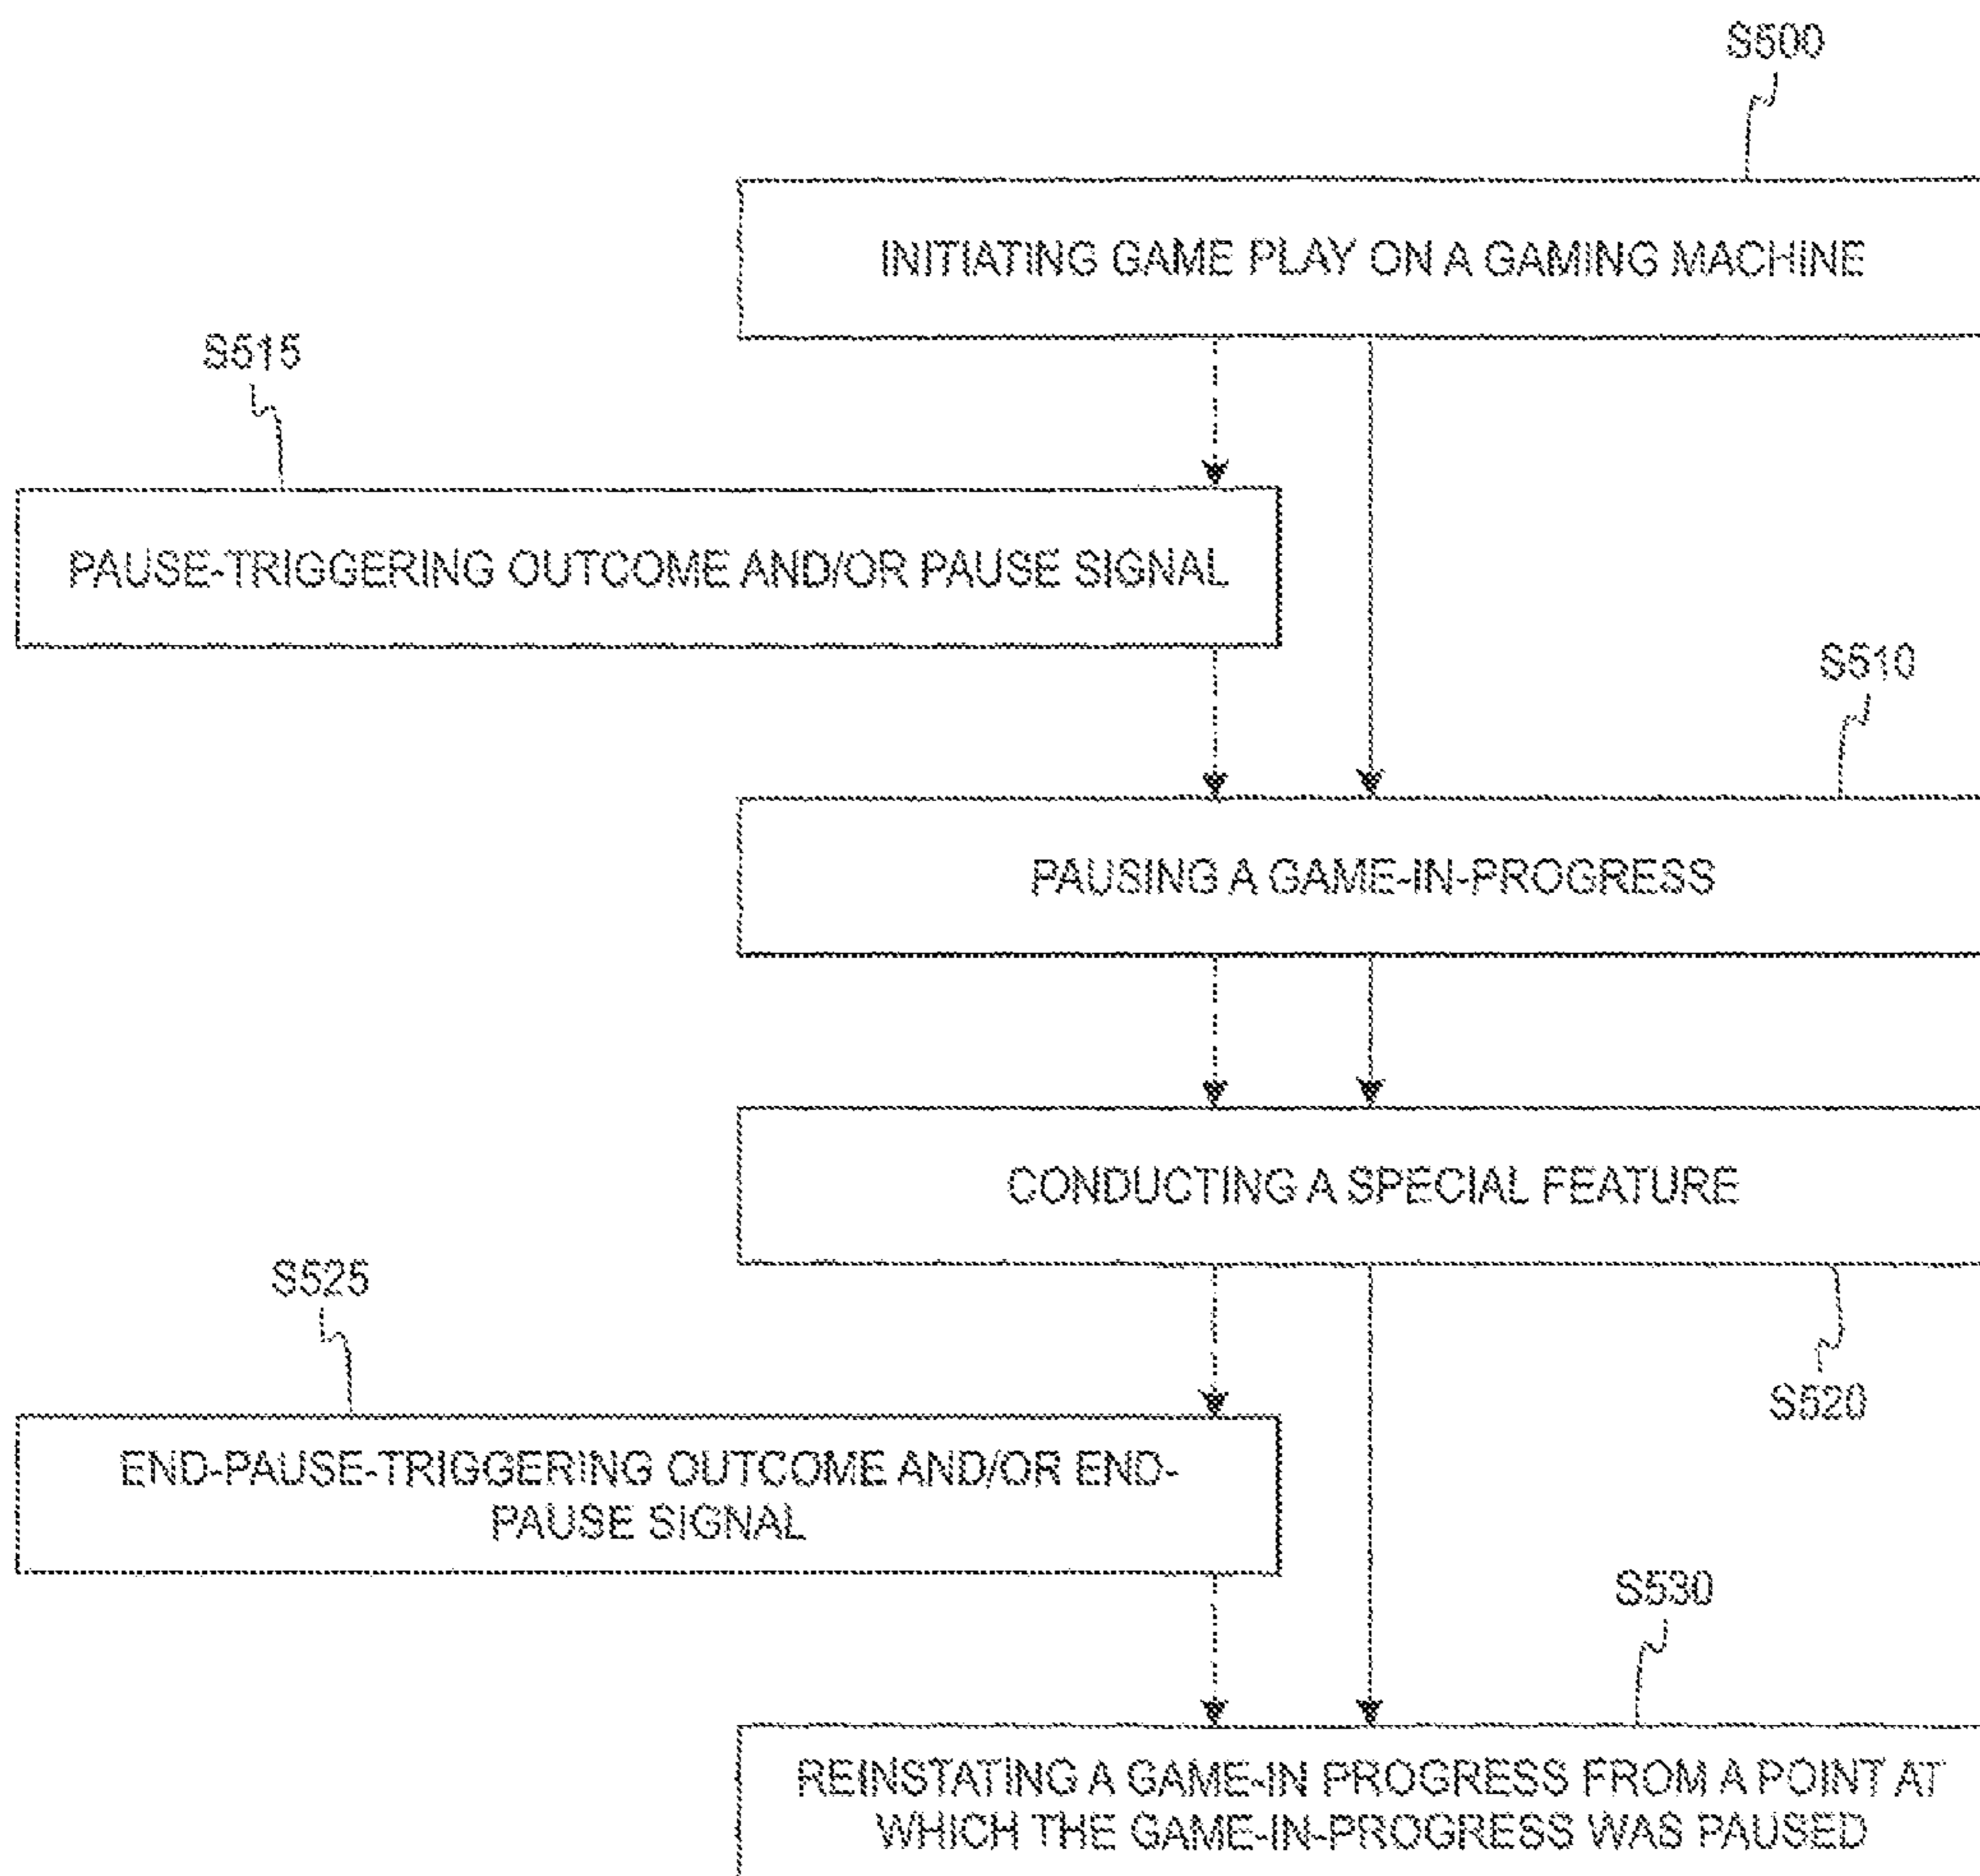 S500
INITIATING GAME PLAY ON A GAMING MACHINE
S515
PAUSE-TRIGGERING OUTCOME AND/OR PAUSE SIGNAL
S510
PAUSING A GAME-IN-PROGRESS
CONDUCTING A SPECIAL FEATURE
S525
S520
END-PAUSE-TRIGGERING OUTCOME AND/OR END-
PAUSE SIGNAL
S530
REINSTATING A GAME-IN PROGRESS FROM A POINT AT
WHICH THE GAME-IN-PROGRESS WAS PAUSED